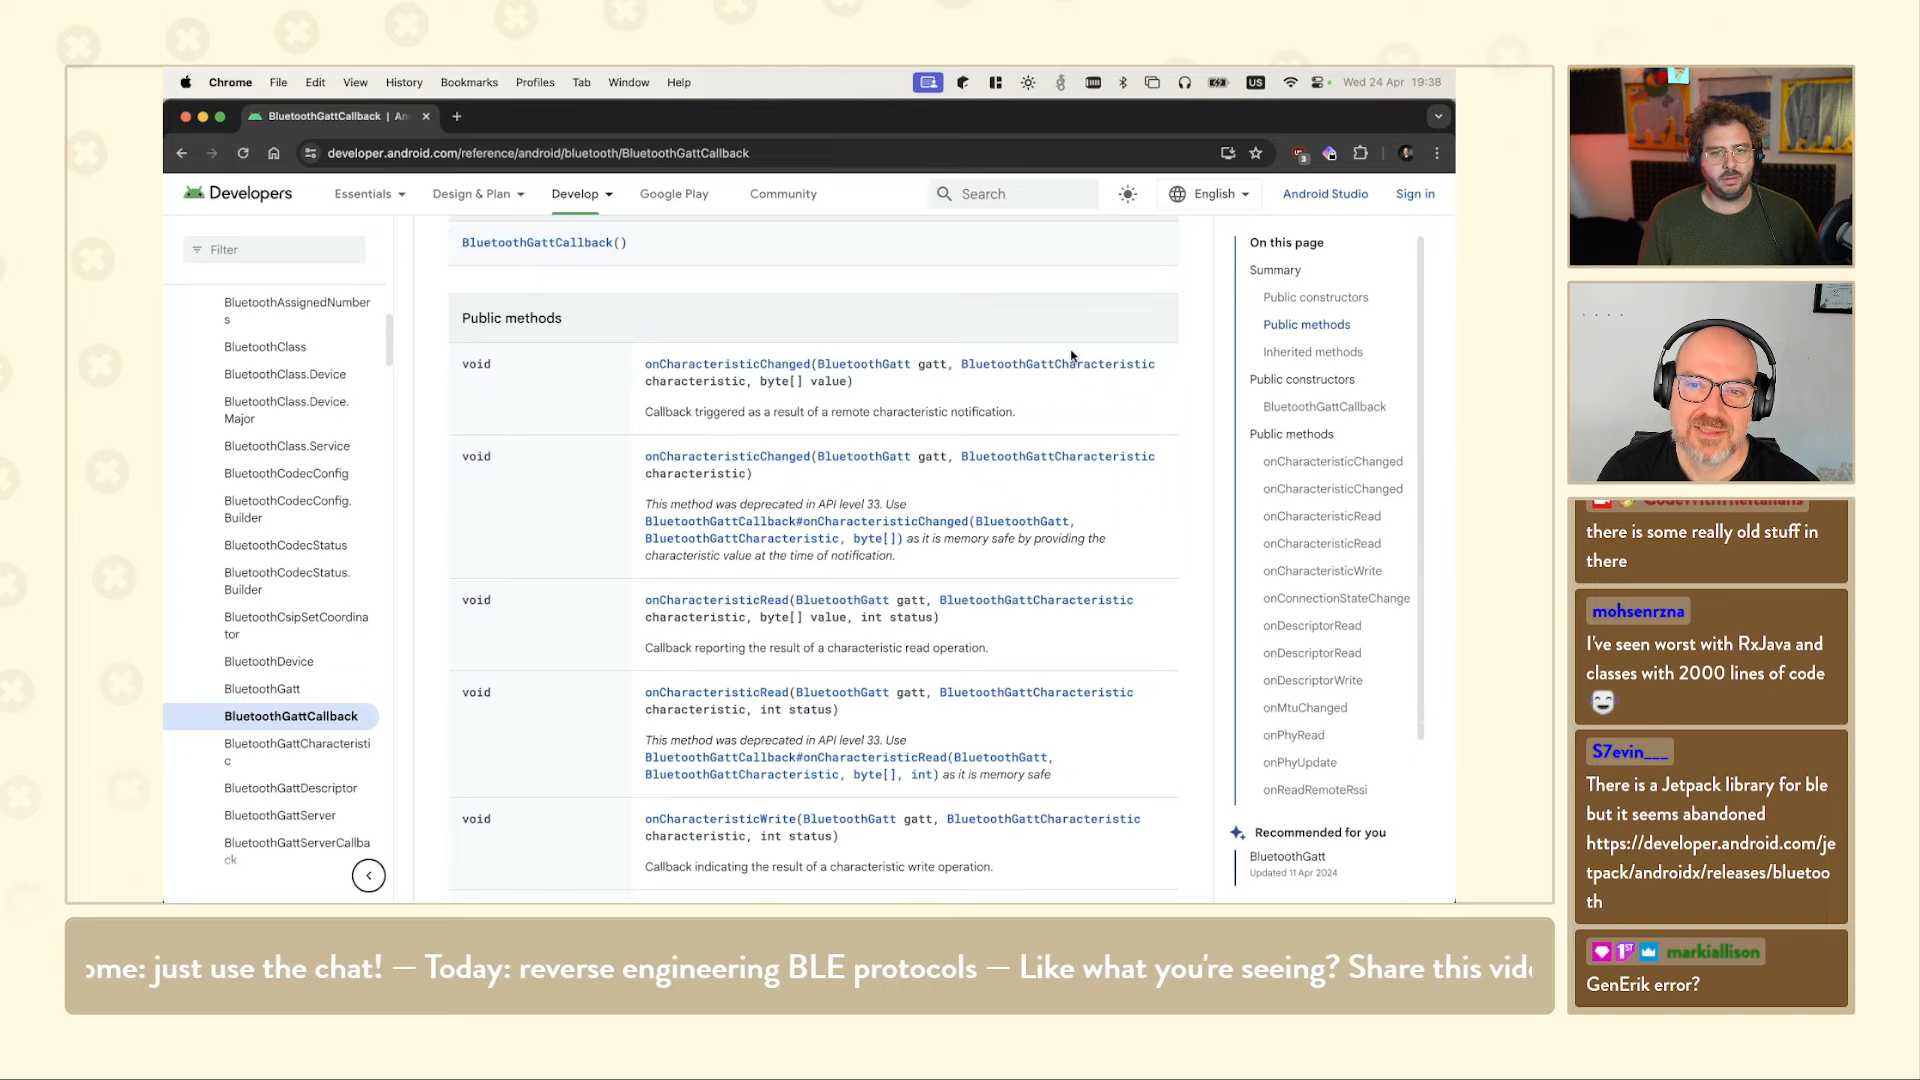 Chrome File Edit View History Bookmarks Profiles Tab Window Help
US
Wed 24 Apr 19:38
BluetoothGattCallback | An
developer.android.com/reference/android/bluetooth/BluetoothGattCallback
3
Developers
Essentials
Design & Plan
Develop
Google Play
Community
Search
English
Android Studio
Sign in
Filter
BluetoothAssignedNumber
s
BluetoothClass
BluetoothClass.Device
BluetoothClass.Device.
Major
BluetoothClass.Service
BluetoothCodecConfig
BluetoothCodecConfig.
Builder
BluetoothCodecStatus
BluetoothCodecStatus.
Builder
BluetoothCsipSetCoordina
tor
BluetoothDevice
BluetoothGatt
BluetoothGattCallback
BluetoothGattCharacteristi
c
BluetoothGattDescriptor
BluetoothGattServer
BluetoothGattServerCallba
ck
BluetoothGattCallback()
Public methods
void
onCharacteristicChanged(BluetoothGatt gatt, BluetoothGattCharacteristic
characteristic, byte[] value)
Callback triggered as a result of a remote characteristic notification.
void
onCharacteristicChanged(BluetoothGatt gatt, BluetoothGattCharacteristic
characteristic)
This method was deprecated in API level 33. Use
BluetoothGattCallback#onCharacteristicChanged(BluetoothGatt,
BluetoothGattCharacteristic, byte[]) as it is memory safe by providing the
characteristic value at the time of notification.
void
onCharacteristicRead(BluetoothGatt gatt, BluetoothGattCharacteristic
characteristic, byte[] value, int status)
Callback reporting the result of a characteristic read operation.
void
onCharacteristicRead(BluetoothGatt gatt, BluetoothGattCharacteristic
characteristic, int status)
This method was deprecated in API level 33. Use
BluetoothGattCallback#onCharacteristicRead(BluetoothGatt,
BluetoothGattCharacteristic, byte[], int) as it is memory safe
void
onCharacteristicWrite(BluetoothGatt gatt, BluetoothGattCharacteristic
characteristic, int status)
Callback indicating the result of a characteristic write operation.
On this page
Summary
Public constructors
Public methods
Inherited methods
Public constructors
BluetoothGattCallback
Public methods
onCharacteristicChanged
onCharacteristicChanged
onCharacteristicRead
onCharacteristicRead
onCharacteristicWrite
onConnectionStateChange
onDescriptorRead
onDescriptorRead
onDescriptorWrite
onMtuChanged
onPhyRead
onPhyUpdate
onReadRemoteRssi
Recommended for you
BluetoothGatt
Updated 11 Apr 2024
CodeWithTheItalians
there is some really old stuff in
there
mohsenrzna
I've seen worst with RxJava and
classes with 2000 lines of code
S7evin___
There is a Jetpack library for ble
but it seems abandoned
https://developer.android.com/je
tpack/androidx/releases/bluetoo
th
1ST
markiallison
GenErik error?
ome: just use the chat! — Today: reverse engineering BLE protocols — Like what you're seeing? Share this vid